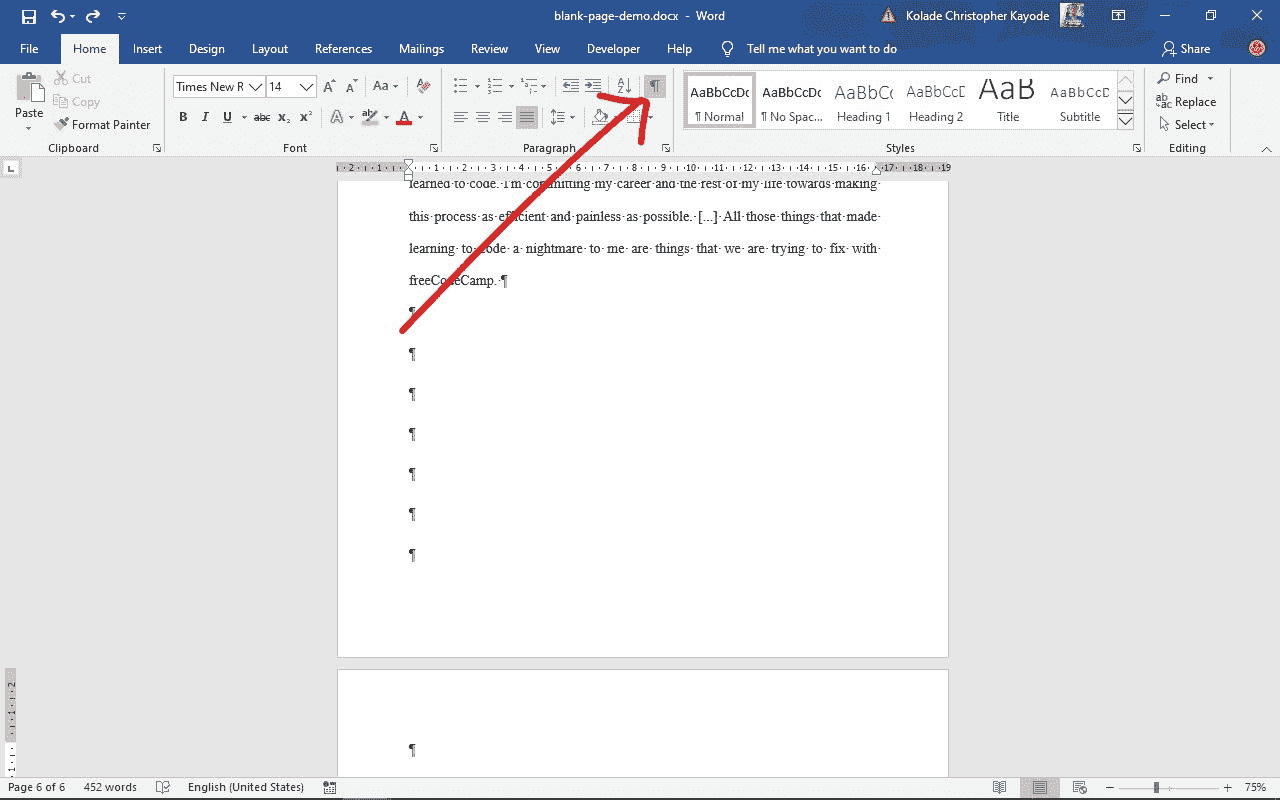 blank-page-demo.docx - Word
Kolade Christopher Kayode
File Home Insert Design Layout References Mailings Review View Developer Help Tell me what you want to do Share
Cut
Copy
Paste
Format Painter
Clipboard
Times New R 14
Aa
B I U abc x₂ x²
A A
Font
Paragraph
AaBbCcDc AaBbCcDc AaBbCc AaBbCcD AaB AaBbCcD
¶ Normal ¶ No Spac... Heading 1 Heading 2 Title Subtitle
Styles
Find
Replace
Select
Editing
2 1 1 2 3 4 5 6 7 8 9 10 11 12 13 14 15 16 17 18 19
learned·to·code.·I'm·committing·my·career·and·the·rest·of·my·life·towards·making·
this·process·as·efficient·and·painless·as·possible.·[...]·All·those·things·that·made·
learning·to·code·a·nightmare·to·me·are·things·that·we·are·trying·to·fix·with·
freeCodeCamp.·¶
¶
¶
¶
¶
¶
¶
¶
¶
2
1
1
Page 6 of 6 452 words English (United States) 75%